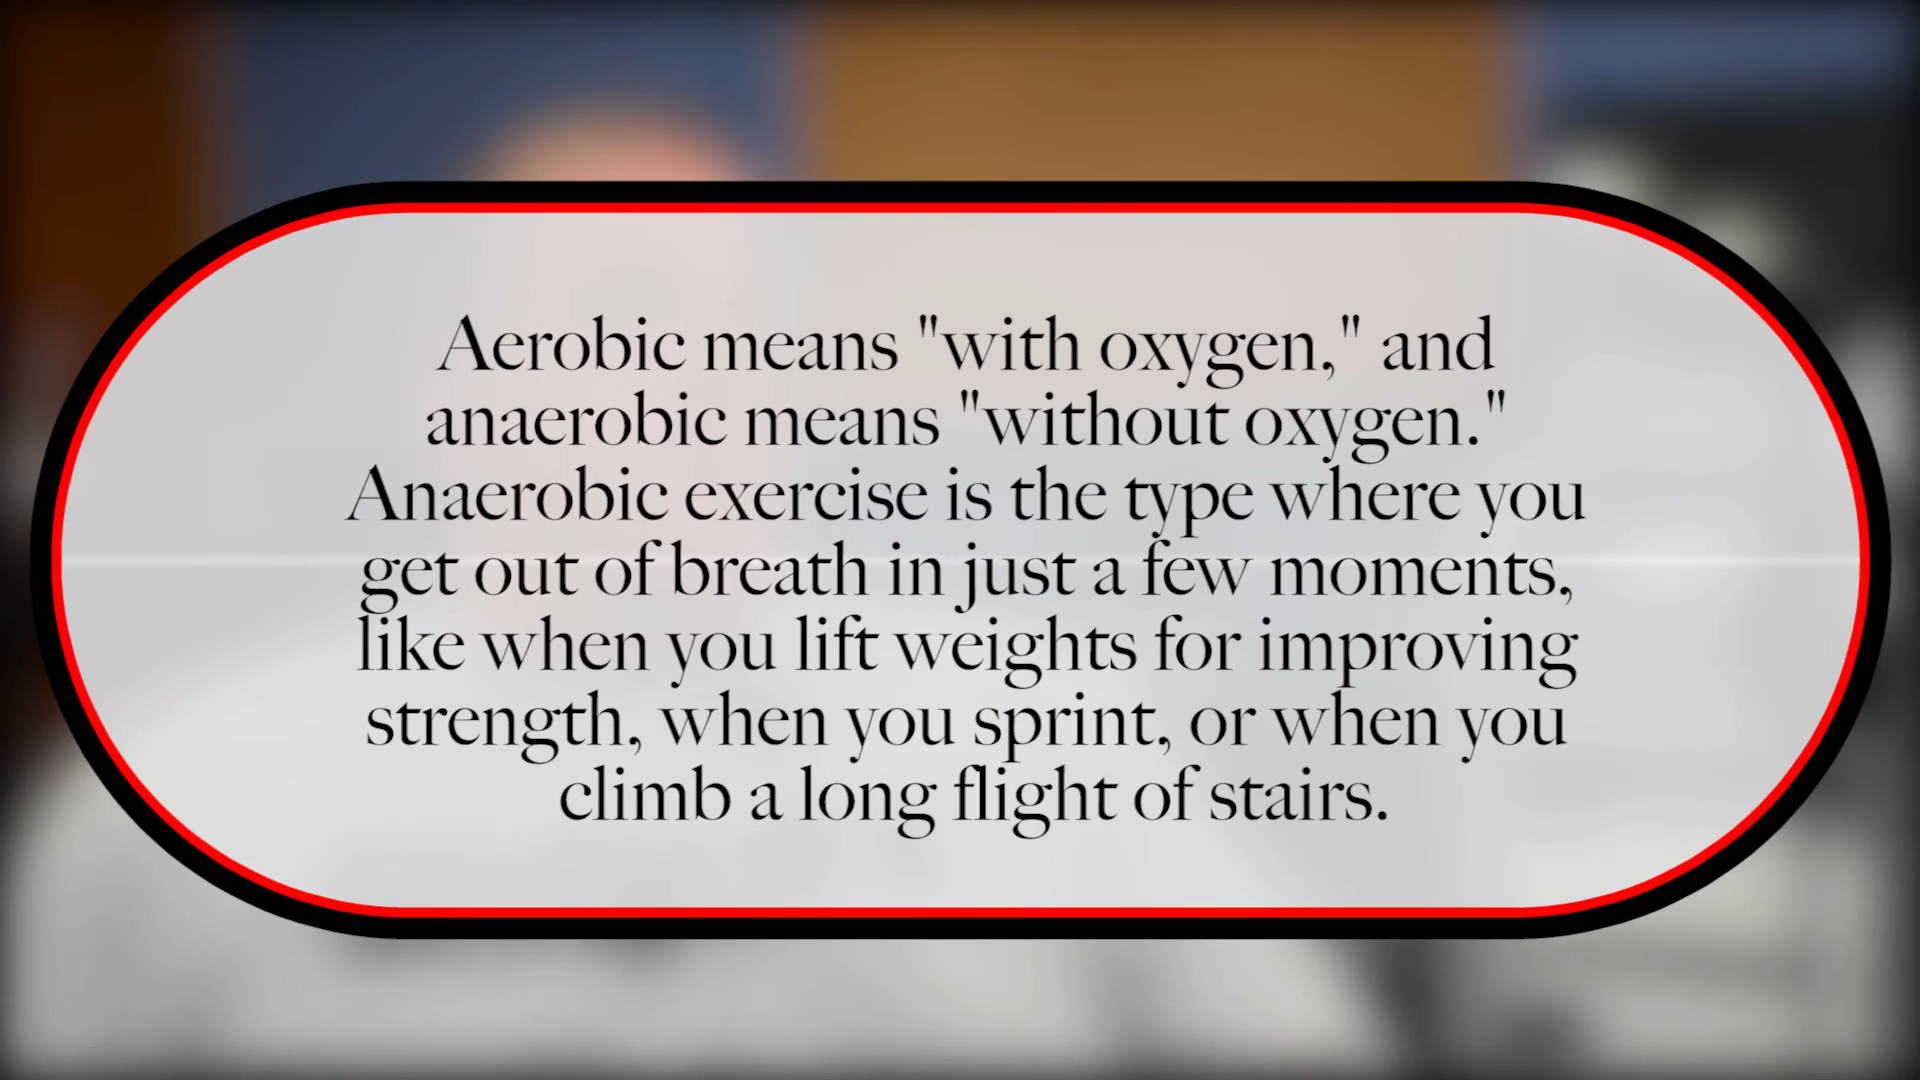 Aerobic means "with oxygen," and
anaerobic means "without oxygen."
Anaerobic exercise is the type where you
get out of breath in just a few moments,
like when you lift weights for improving
strength, when you sprint, or when you
climb a long flight of stairs.